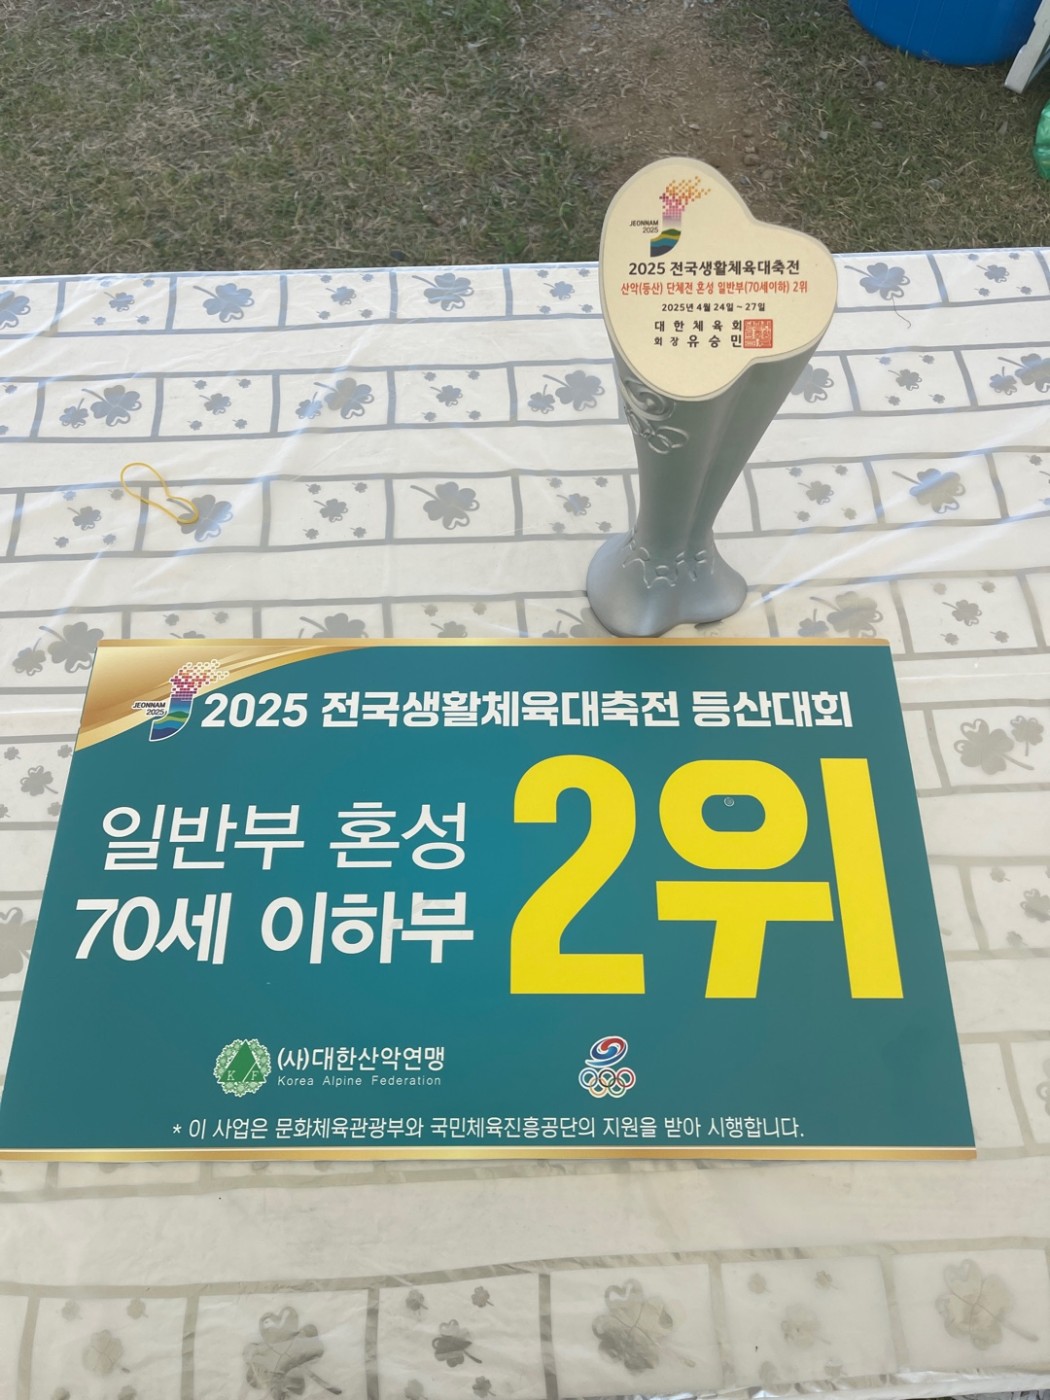 JEONNAM
2025
2025 전국생활체육대축전
산악(등산) 단체전 혼성 일반부(70세이하) 2위
2025년 4월 24일 ~ 27일
대 한 체 육 회
회 장 유 승 민
JEONNAM
2025
2025 전국생활체육대축전 등산대회
일반부 혼성
70세 이하부
2위
K F
(사)대한산악연맹
Korea Alpine Federation
* 이 사업은 문화체육관광부와 국민체육진흥공단의 지원을 받아 시행합니다.